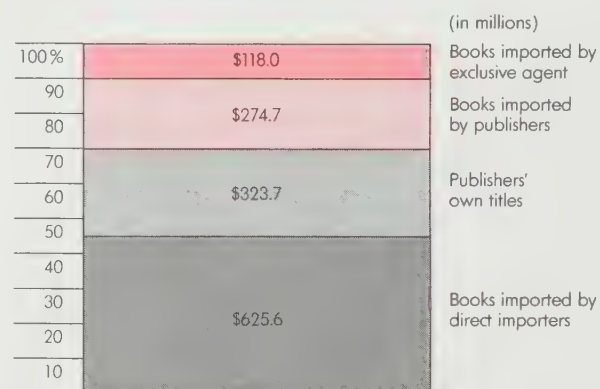 (in millions)
100%
$118.0
Books imported by
exclusive agent
90
80
$274.7
Books imported
by publishers
70
60
$323.7
Publishers'
own titles
50
40
30
$625.6
Books imported by
direct importers
20
10